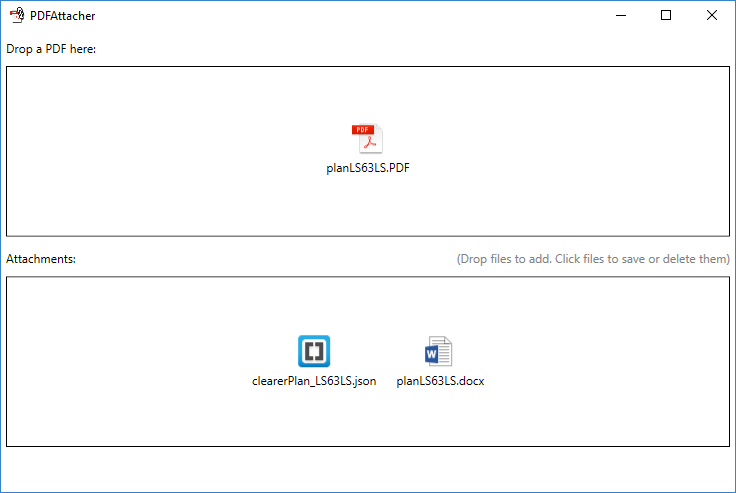 PDFAttacher
Drop a PDF here:
PDF
planLS63LS.PDF
Attachments: (Drop files to add. Click files to save or delete them)
W
clearerPlan_LS63LS.json planLS63LS.docx